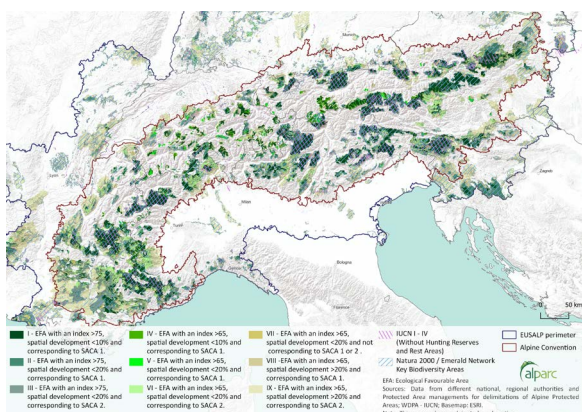 Munich
Lyon
Milan
Zagreb
Turin
Genoa
Bologna
Florence
0 50 km
I - EFA with an index >75,
spatial development <10% and
corresponding to SACA 1.
II - EFA with an index >75,
spatial development <20% and
corresponding to SACA 1.
III - EFA with an index >75,
spatial development <20% and
corresponding to SACA 2.
IV - EFA with an index >65,
spatial development <10% and
corresponding to SACA 1.
V - EFA with an index >65,
spatial development <20% and
corresponding to SACA 1.
VI - EFA with an index >65,
spatial development <20% and
corresponding to SACA 2.
VII - EFA with an index >65,
spatial development <20% and not
corresponding to SACA 1 or 2 .
VIII - EFA with an index >65,
spatial development >20% and
corresponding to SACA 1.
IX - EFA with an index >65,
spatial development >20% and
corresponding to SACA 2.
IUCN I - IV
(Without Hunting Reserves
and Rest Areas)
Natura 2000 / Emerald Network
Key Biodiversity Areas
EUSALP perimeter
Alpine Convention
alparc
EFA: Ecological Favourable Area
Sources: Data from different national, regional authorities and
Protected Area managements for delimitations of Alpine Protected
Areas; WDPA - IUCN; Basemap: ESRI.